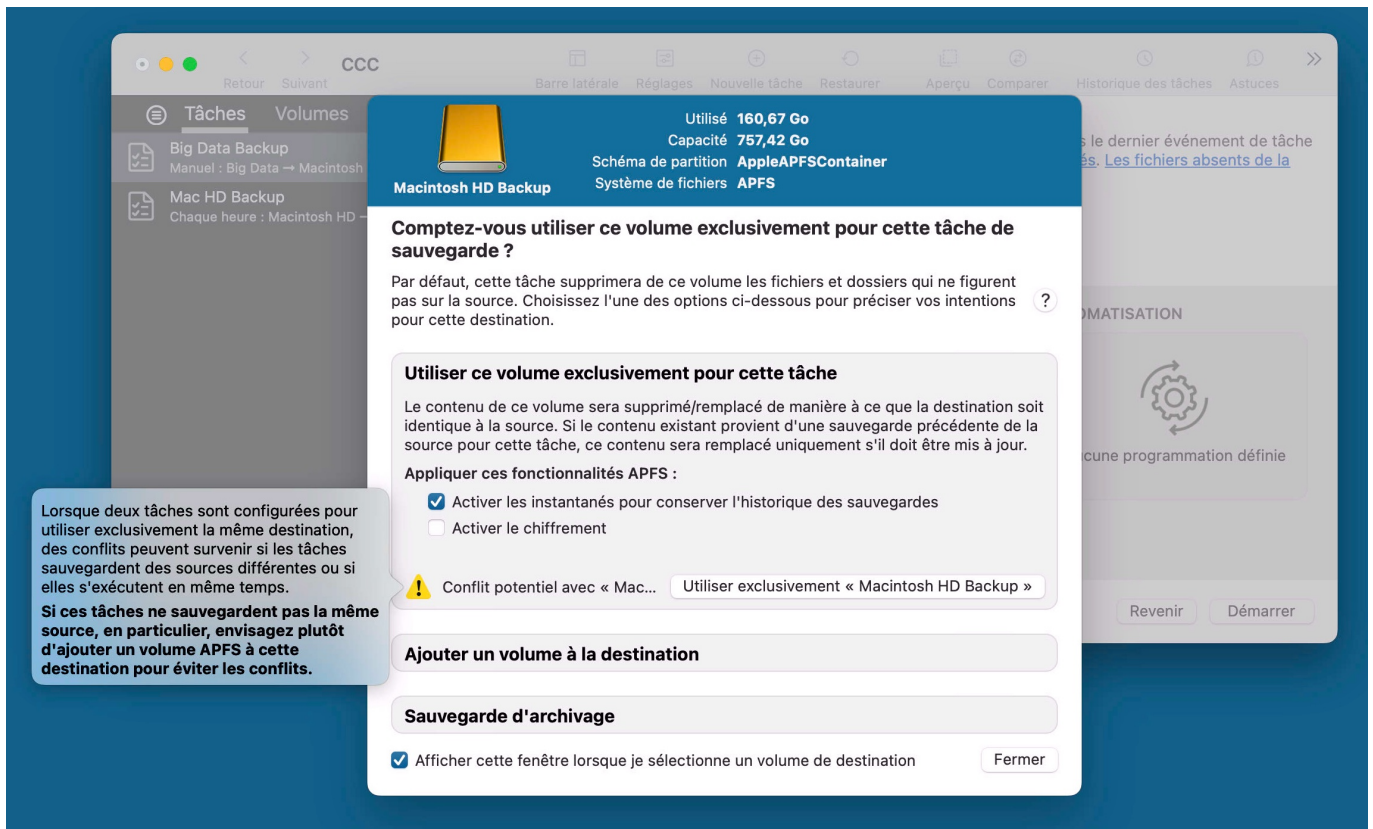 CCC
Retour Suivant
Barre latérale Réglages Nouvelle tâche Restaurer Aperçu Comparer Historique des tâches Astuces
Tâches Volumes
Big Data Backup
Manuel : Big Data → Macintosh
Mac HD Backup
Chaque heure : Macintosh HD
Macintosh HD Backup
Utilisé 160,67 Go
Capacité 757,42 Go
Schéma de partition AppleAPFSContainer
Système de fichiers APFS
le dernier événement de tâche
Les fichiers absents de la
Comptez-vous utiliser ce volume exclusivement pour cette tâche de
sauvegarde ?
Par défaut, cette tâche supprimera de ce volume les fichiers et dossiers qui ne figurent
pas sur la source. Choisissez l'une des options ci-dessous pour préciser vos intentions
pour cette destination.
?
Utiliser ce volume exclusivement pour cette tâche
Le contenu de ce volume sera supprimé/remplacé de manière à ce que la destination soit
identique à la source. Si le contenu existant provient d'une sauvegarde précédente de la
source pour cette tâche, ce contenu sera remplacé uniquement s'il doit être mis à jour.
Appliquer ces fonctionnalités APFS :
Activer les instantanés pour conserver l'historique des sauvegardes
Activer le chiffrement
Conflit potentiel avec « Mac... Utiliser exclusivement « Macintosh HD Backup »
Ajouter un volume à la destination
Sauvegarde d'archivage
Afficher cette fenêtre lorsque je sélectionne un volume de destination Fermer
Lorsque deux tâches sont configurées pour
utiliser exclusivement la même destination,
des conflits peuvent survenir si les tâches
sauvegardent des sources différentes ou si
elles s'exécutent en même temps.
Si ces tâches ne sauvegardent pas la même
source, en particulier, envisagez plutôt
d'ajouter un volume APFS à cette
destination pour éviter les conflits.
OMATISATION
cune programmation définie
Revenir Démarrer